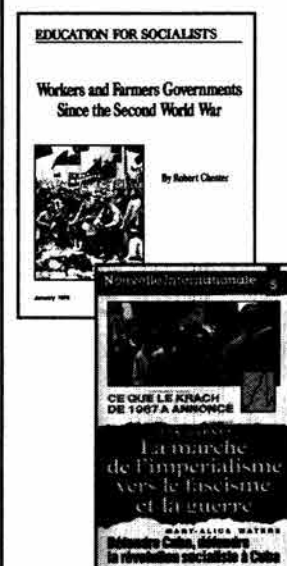 EDUCATION FOR SOCIALISTS
Workers and Farmers Governments
Since the Second World War
By Robert Chester
January 1978
Nouvelle Internationale 5
CE QUE LE KRACH
DE 1987 A ANNONCÉ
La marche
de l'impérialisme
vers le fascisme
et la guerre
MARY-ALICE WATERS
Défendre Cuba, défendre
la révolution socialiste à Cuba